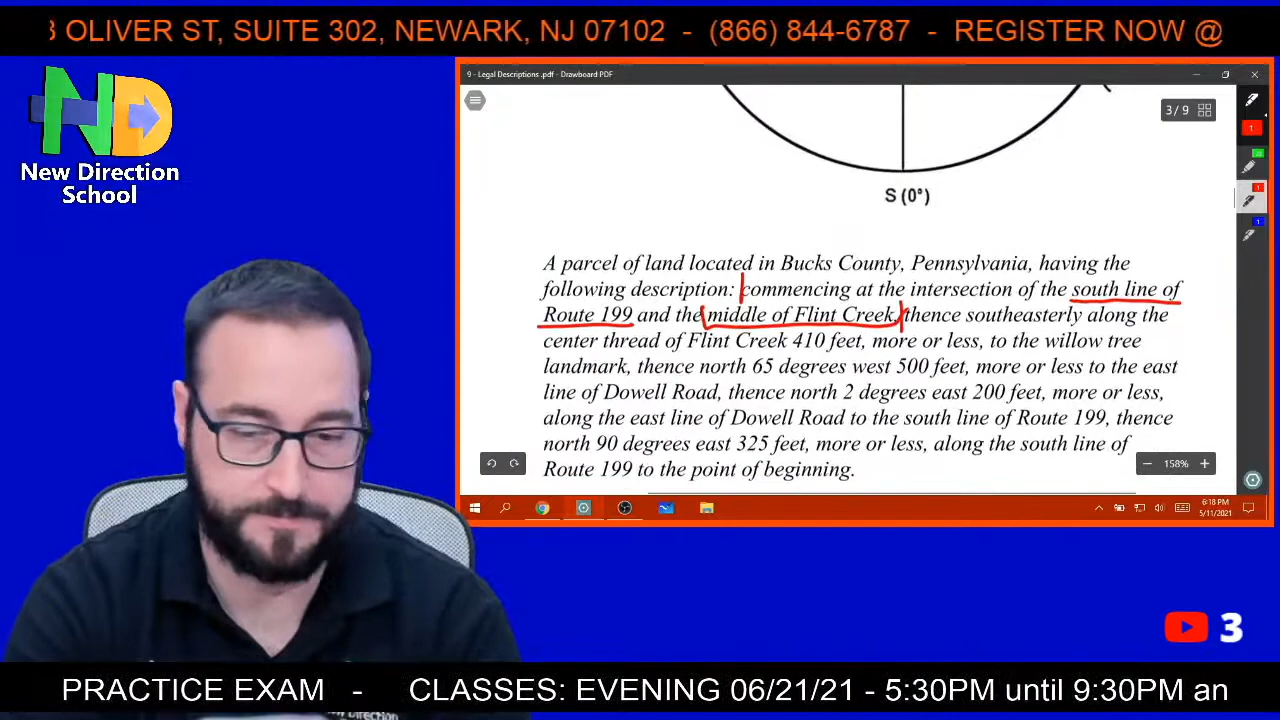 3 OLIVER ST, SUITE 302, NEWARK, NJ 07102 - (866) 844-6787 - REGISTER NOW @
ND
New Direction
School
9 - Legal Descriptions .pdf - Drawboard PDF
3 / 9
1
1
1
S (0°)
A parcel of land located in Bucks County, Pennsylvania, having the
following description: commencing at the intersection of the south line of
Route 199 and the middle of Flint Creek, thence southeasterly along the
center thread of Flint Creek 410 feet, more or less, to the willow tree
landmark, thence north 65 degrees west 500 feet, more or less to the east
line of Dowell Road, thence north 2 degrees east 200 feet, more or less,
along the east line of Dowell Road to the south line of Route 199, thence
north 90 degrees east 325 feet, more or less, along the south line of
Route 199 to the point of beginning.
158%
6:18 PM
5/11/2021
3
New Direction
PRACTICE EXAM - CLASSES: EVENING 06/21/21 - 5:30PM until 9:30PM an